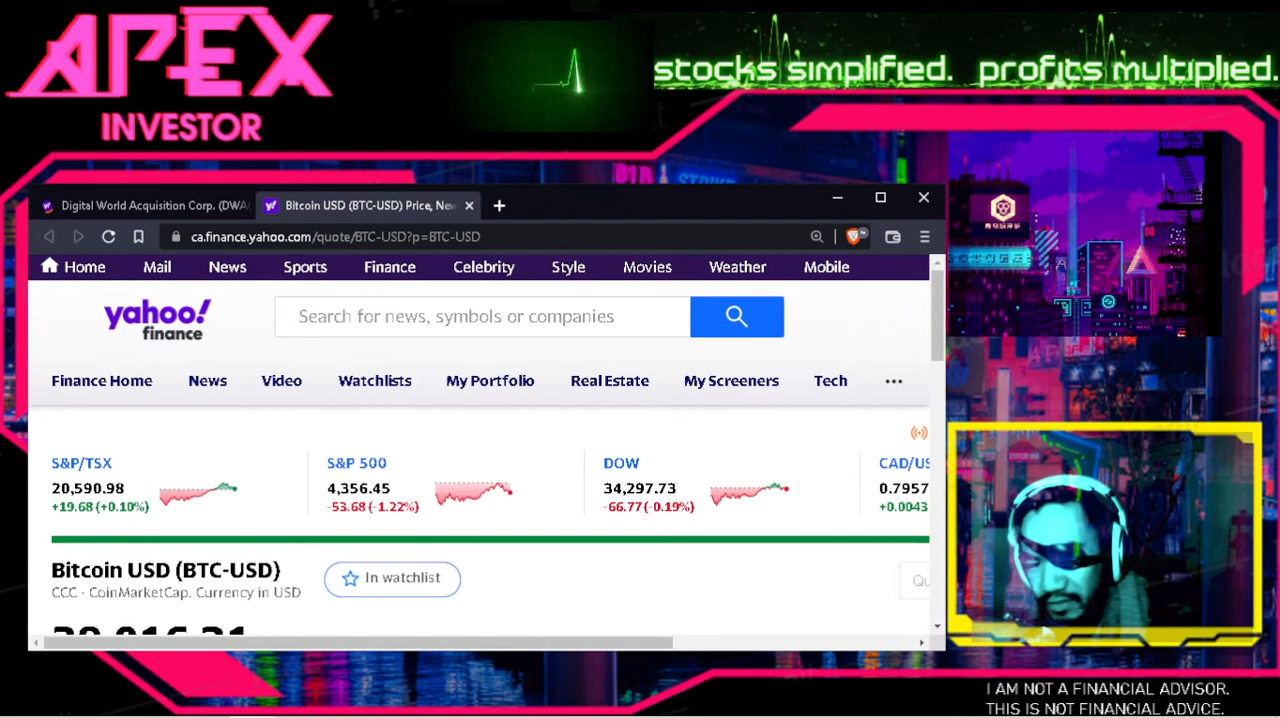 APEX
INVESTOR
stocks simplified. profits multiplied.
Digital World Acquisition Corp. (DWA
Bitcoin USD (BTC-USD) Price, Nev
ca.finance.yahoo.com/quote/BTC-USD?p=BTC-USD
Home Mail News Sports Finance Celebrity Style Movies Weather Mobile
yahoo!
finance
Search for news, symbols or companies
Finance Home News Video Watchlists My Portfolio Real Estate My Screeners Tech ...
S&P/TSX S&P 500 DOW CAD/US
20,590.98 4,356.45 34,297.73 0.7957
+19.68 (+0.10%) -53.68 (-1.22%) -66.77 (-0.19%) +0.0043
Bitcoin USD (BTC-USD)
In watchlist
CCC - CoinMarketCap. Currency in USD
I AM NOT A FINANCIAL ADVISOR.
THIS IS NOT FINANCIAL ADVICE.